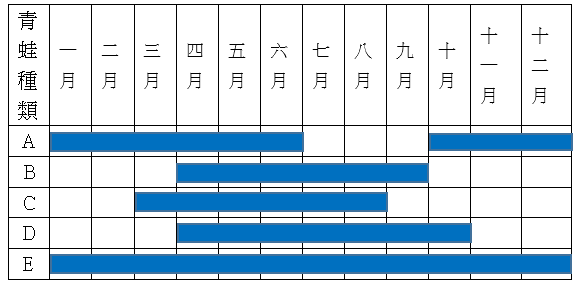 青蛙種類 一月 二月 三月 四月 五月 六月 七月 八月 九月 十月 十一月 十二月
A
B
C
D
E